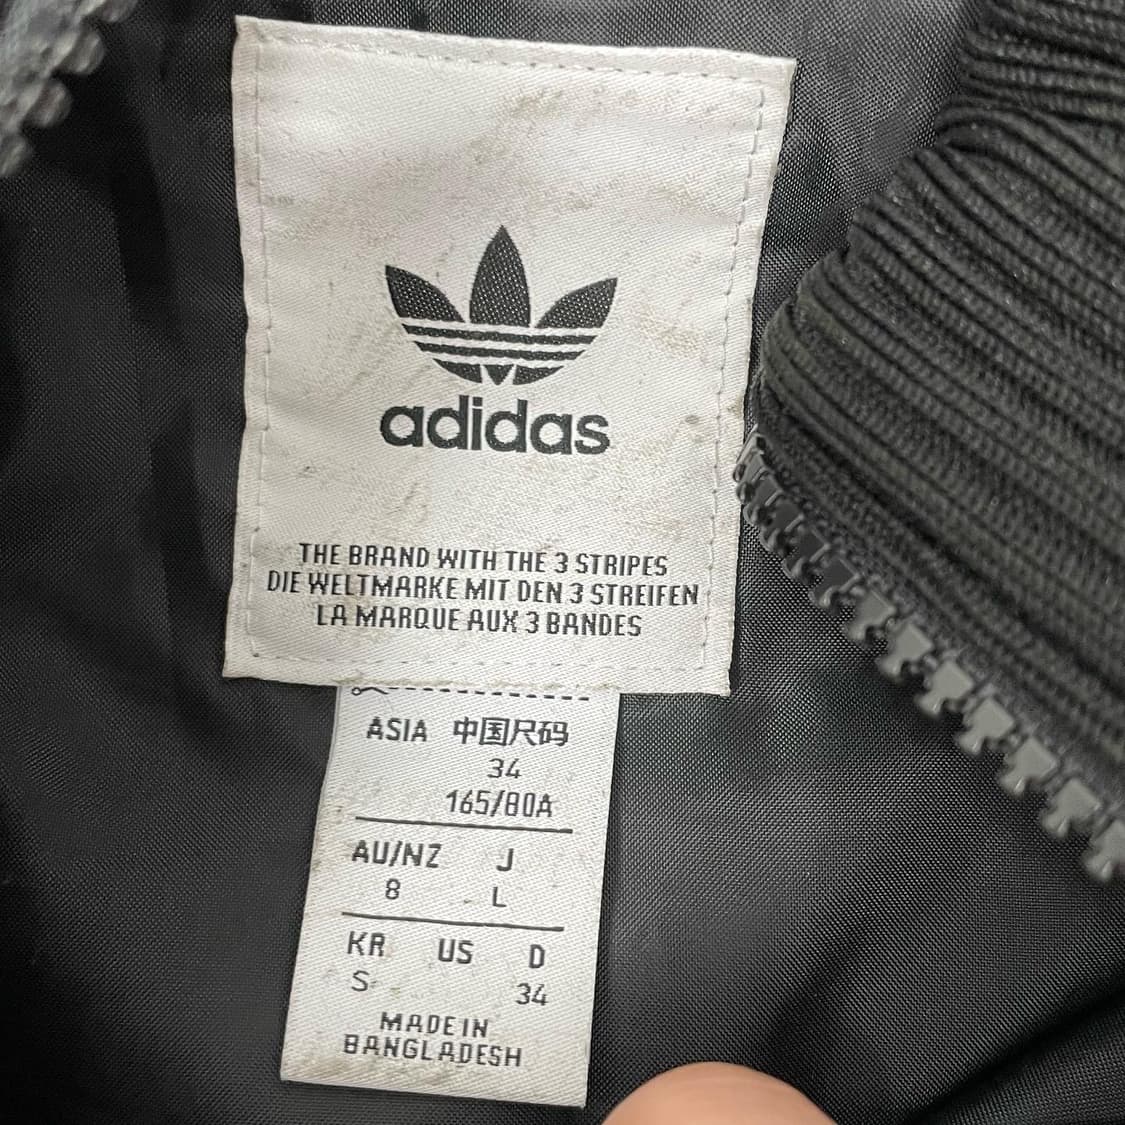 adidas
THE BRAND WITH THE 3 STRIPES
DIE WELTMARKE MIT DEN 3 STREIFEN
LA MARQUE AUX 3 BANDES
ASIA 中国尺码
34
165/80A
AU/NZ J
8 L
KR US D
S 34
MADE IN
BANGLADESH